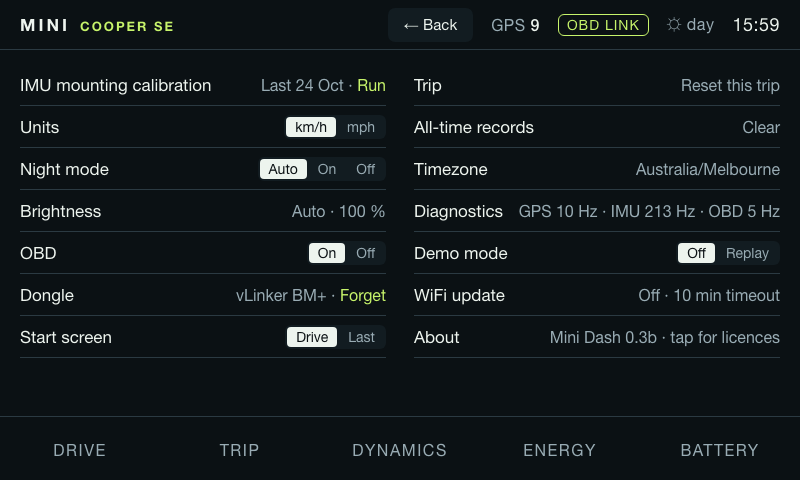 MINI COOPER SE
← Back
GPS 9
OBD LINK
day
15:59
IMU mounting calibration Last 24 Oct · Run
Units km/h mph
Night mode Auto On Off
Brightness Auto · 100 %
OBD On Off
Dongle vLinker BM+ · Forget
Start screen Drive Last
Trip Reset this trip
All-time records Clear
Timezone Australia/Melbourne
Diagnostics GPS 10 Hz · IMU 213 Hz · OBD 5 Hz
Demo mode Off Replay
WiFi update Off · 10 min timeout
About Mini Dash 0.3b · tap for licences
DRIVE TRIP DYNAMICS ENERGY BATTERY